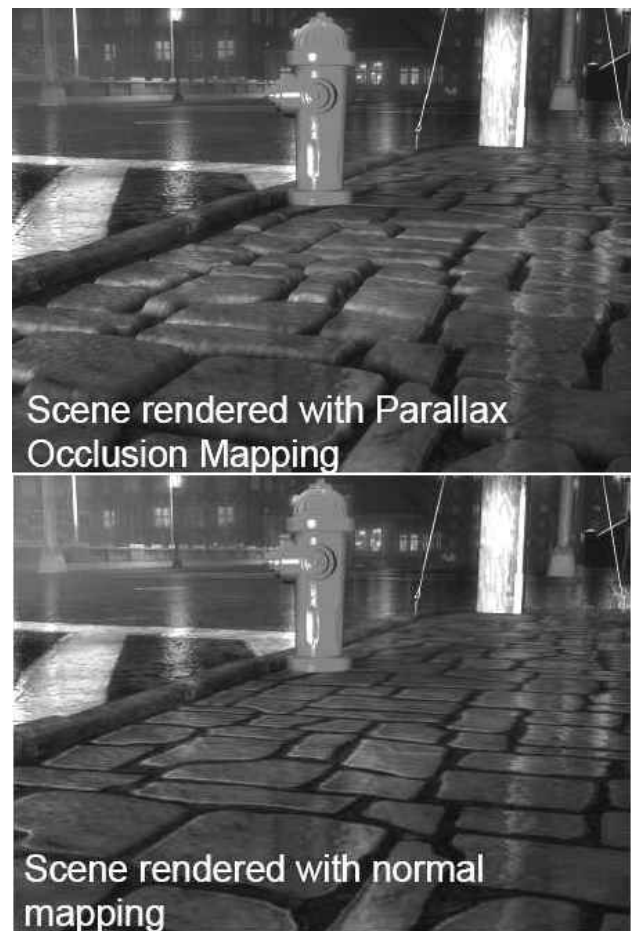 Scene rendered with Parallax
Occlusion Mapping
Scene rendered with normal
mapping